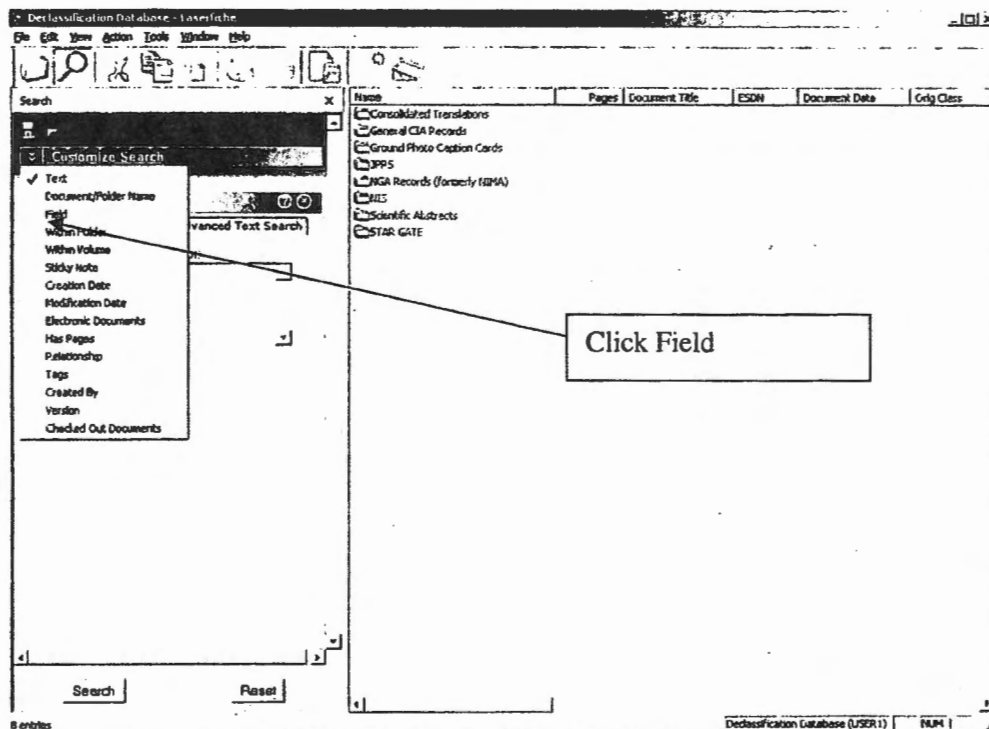 Declassification Database - Laserfiche
File Edit View Action Tools Window Help
Search
Customize Search
Text
Document/Folder Name
Field
Within Folder
Within Volume
Sticky Note
Creation Date
Modification Date
Electronic Documents
Has Pages
Relationship
Tags
Created By
Version
Checked Out Documents
vanced Text Search
Search
Reset
Name Pages Document Title ESDN Document Date Orig Class
Consolidated Translations
General CIA Records
Ground Photo Caption Cards
JPRS
NGA Records (formerly NIMA)
NIS
Scientific Abstracts
STAR GATE
Click Field
8 entries
Declassification Database (USER1) NUM